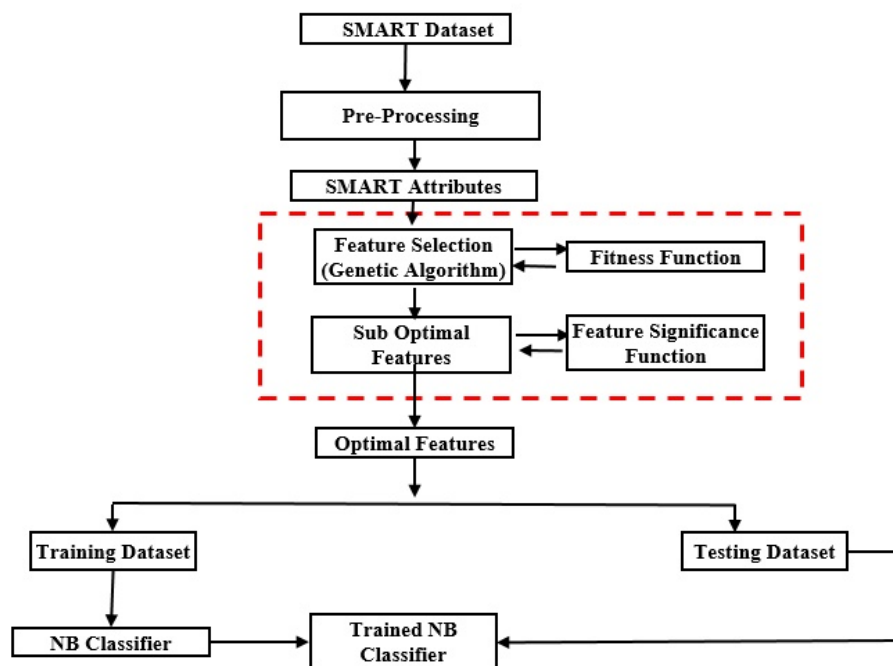 SMART Dataset
Pre-Processing
SMART Attributes
Feature Selection
(Genetic Algorithm)
Fitness Function
Sub Optimal
Features
Feature Significance
Function
Optimal Features
Training Dataset
Testing Dataset
NB Classifier
Trained NB
Classifier